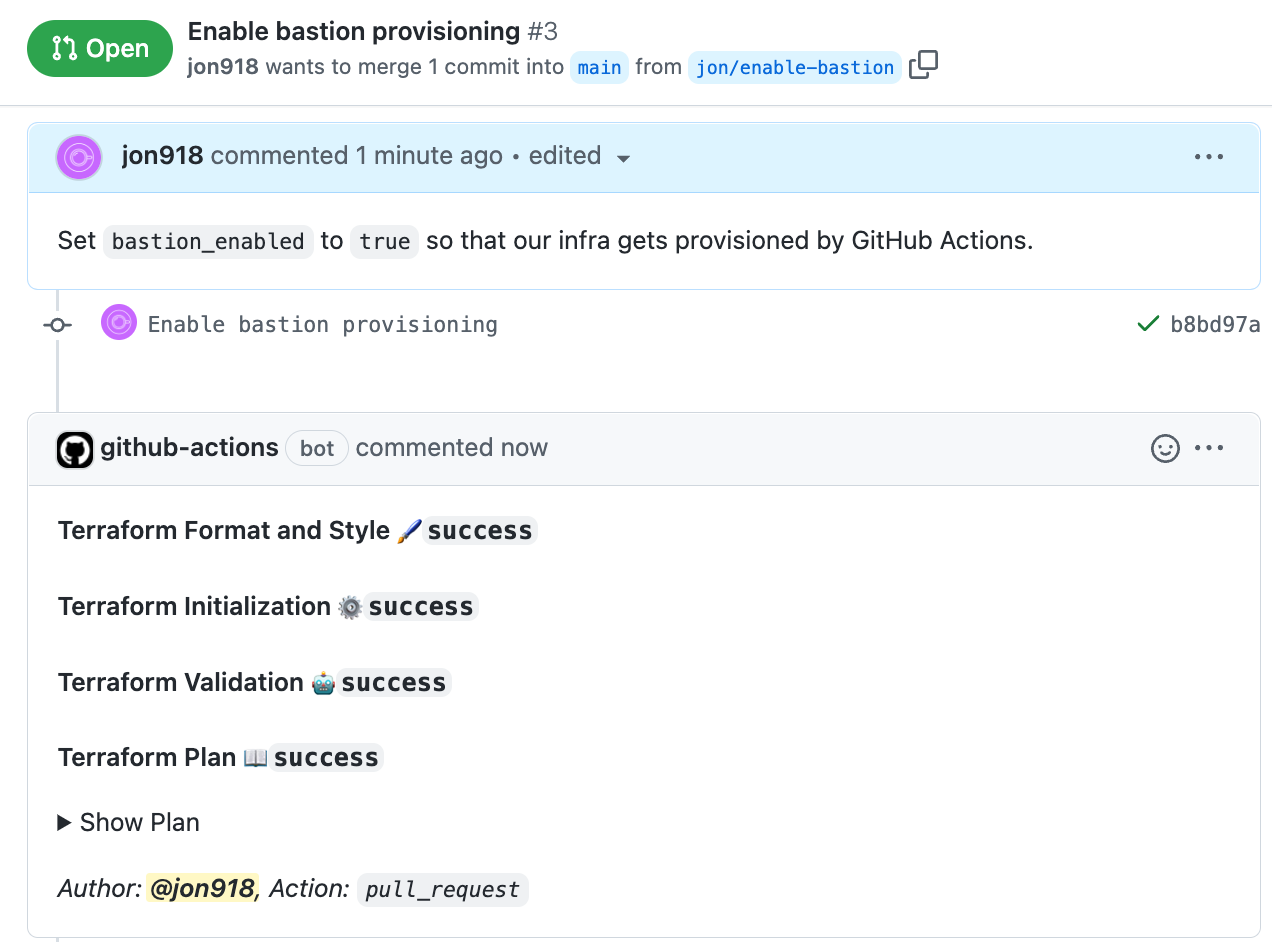 Open
Enable bastion provisioning #3
jon918 wants to merge 1 commit into main from jon/enable-bastion
jon918 commented 1 minute ago • edited
Set bastion_enabled to true so that our infra gets provisioned by GitHub Actions.
Enable bastion provisioning b8bd97a
github-actions bot commented now
Terraform Format and Style 🖌 success
Terraform Initialization ⚙️ success
Terraform Validation 🤖 success
Terraform Plan 📖 success
Show Plan
Author: @jon918, Action: pull_request